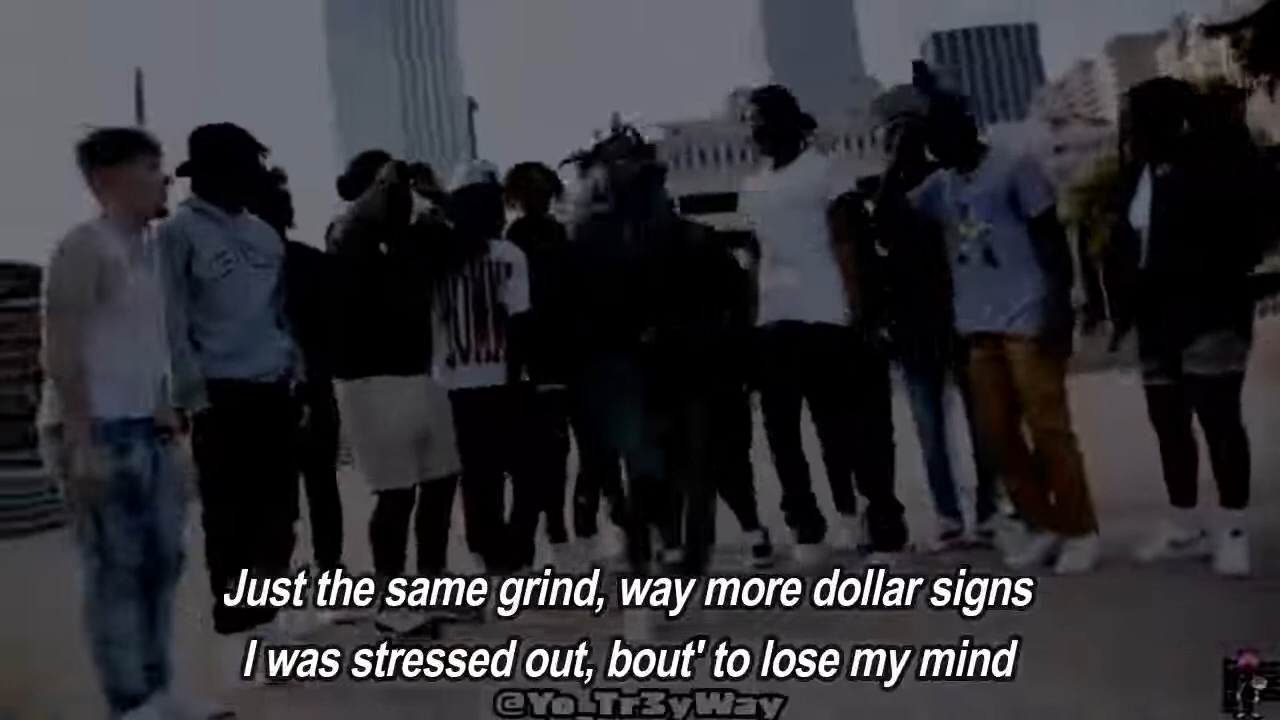 Just the same grind, way more dollar signs
I was stressed out, bout' to lose my mind
@Yo_Tr3yWay